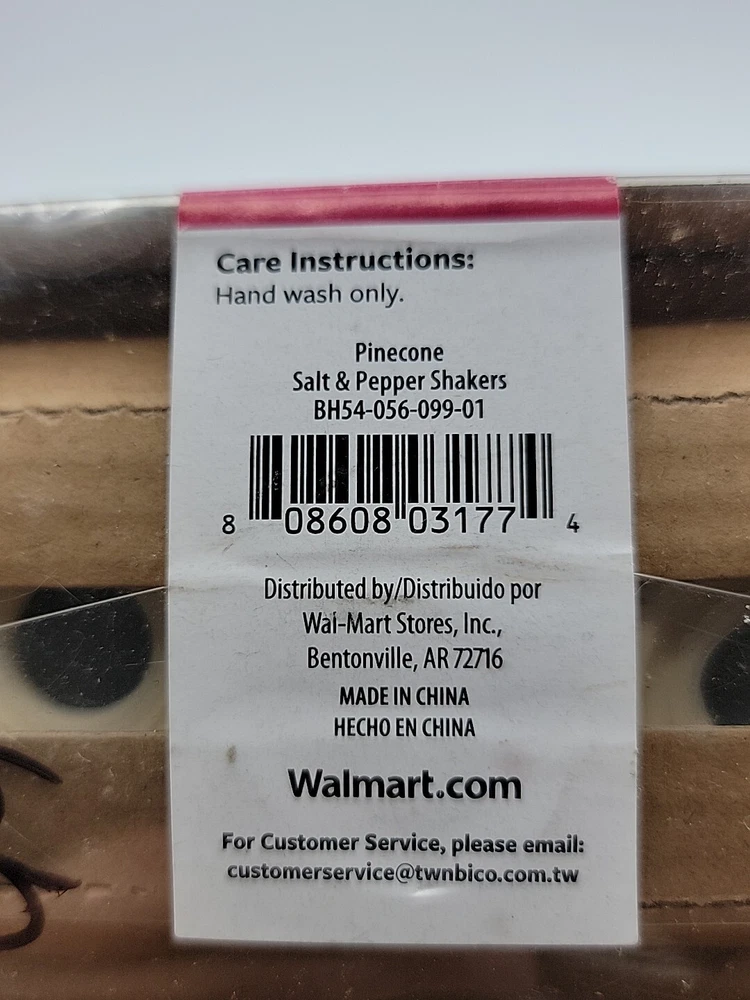 Care Instructions:
Hand wash only.
Pinecone
Salt & Pepper Shakers
BH54-056-099-01
8 08608 03177 4
Distributed by/Distribuido por
Wal-Mart Stores, Inc.,
Bentonville, AR 72716
MADE IN CHINA
HECHO EN CHINA
Walmart.com
For Customer Service, please email:
customerservice@twnbico.com.tw